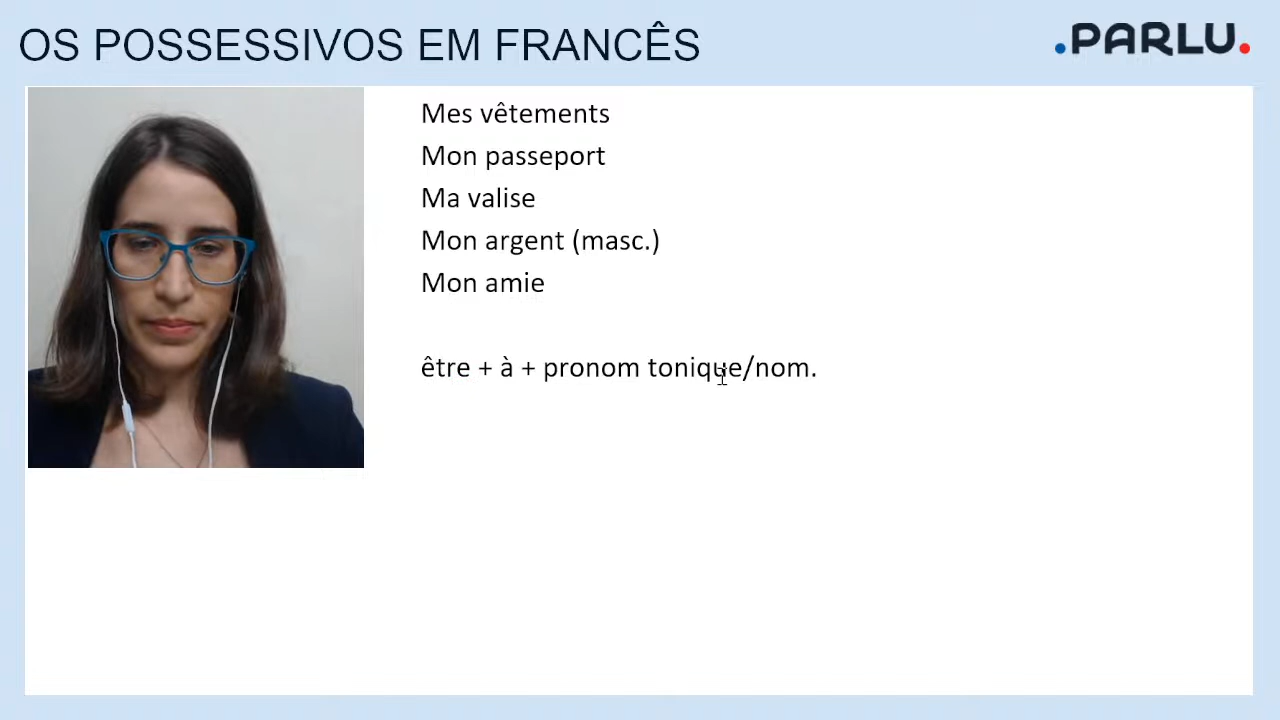 OS POSSESSIVOS EM FRANCÊS
.PARLU.
Mes vêtements
Mon passeport
Ma valise
Mon argent (masc.)
Mon amie
être + à + pronom tonique/nom.